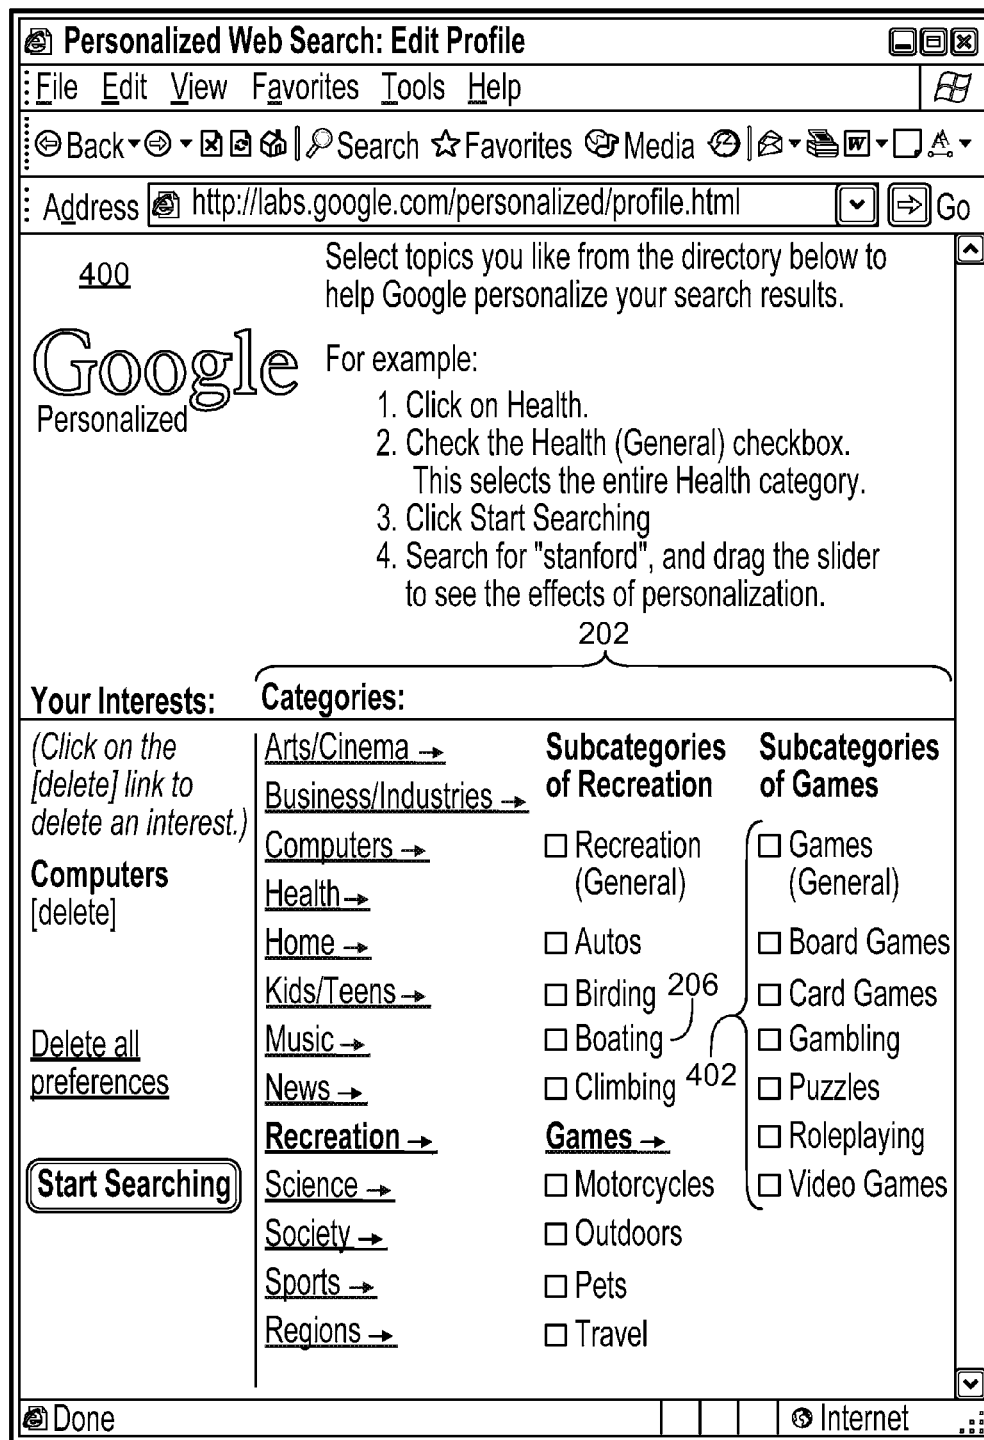 Personalized Web Search: Edit Profile
File Edit View Favorites Tools Help
Back Search Favorites Media W
Address http://labs.google.com/personalized/profile.html Go
400
Select topics you like from the directory below to
help Google personalize your search results.
Google
Personalized
For example:
1. Click on Health.
2. Check the Health (General) checkbox.
This selects the entire Health category.
3. Click Start Searching
4. Search for "stanford", and drag the slider
to see the effects of personalization.
202
Your Interests:
(Click on the
[delete] link to
delete an interest.)
Computers
[delete]
Delete all
preferences
Start Searching
Categories:
Arts/Cinema
Business/Industries
Computers
Health
Home
Kids/Teens
Music
News
Recreation
Science
Society
Sports
Regions
Subcategories
of Recreation
Recreation
(General)
Autos
Birding
Boating
Climbing
Games
Motorcycles
Outdoors
Pets
Travel
206
402
Subcategories
of Games
Games
(General)
Board Games
Card Games
Gambling
Puzzles
Roleplaying
Video Games
Done Internet